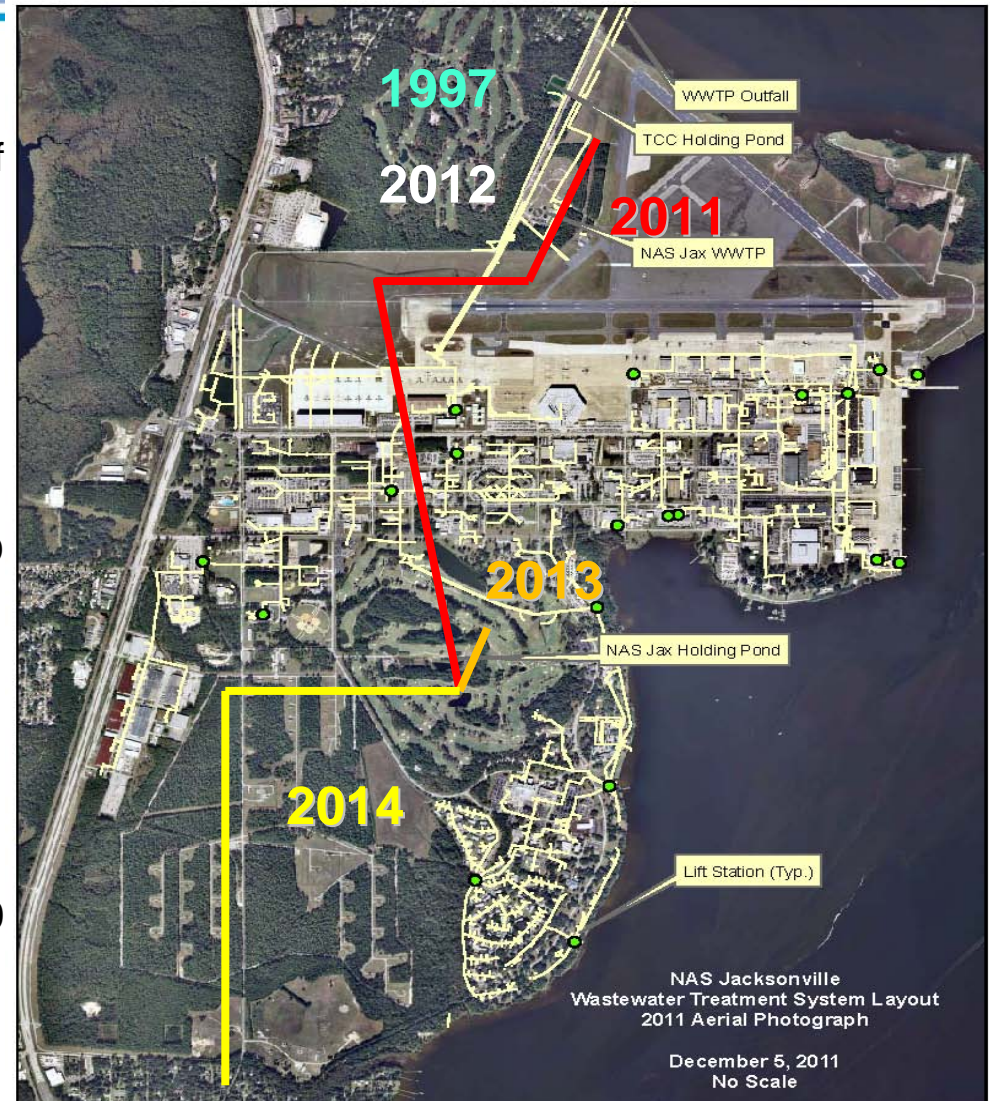 1997
WWTP Outfall
TCC Holding Pond
2012
2011
NAS Jax WWTP
2013
NAS Jax Holding Pond
2014
Lift Station (Typ.)
NAS Jacksonville
Wastewater Treatment System Layout
2011 Aerial Photograph
December 5, 2011
No Scale
f
)
)